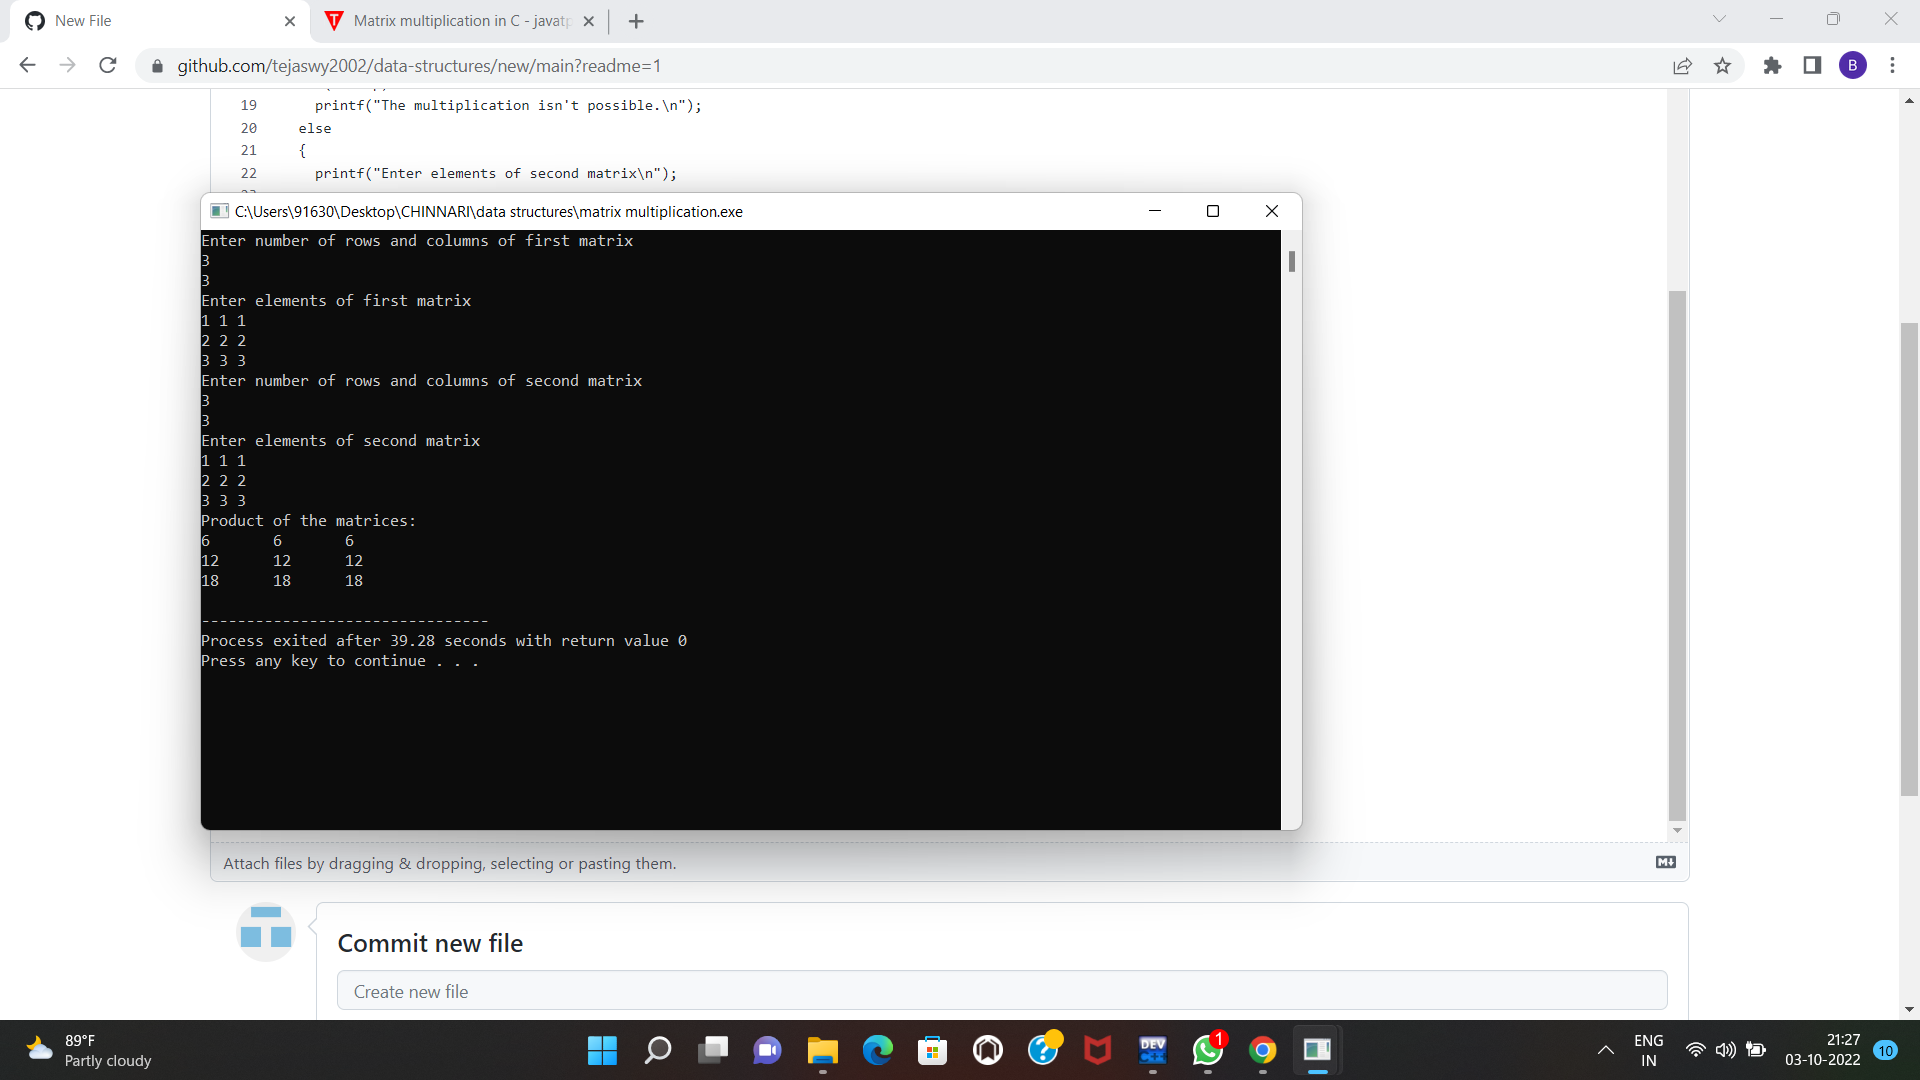 New File
Matrix multiplication in C - javatp
github.com/tejaswy2002/data-structures/new/main?readme=1
B
19 printf("The multiplication isn't possible.\n");
20 else
21 {
22 printf("Enter elements of second matrix\n");
C:\Users\91630\Desktop\CHINNARI\data structures\matrix multiplication.exe
Enter number of rows and columns of first matrix
3
3
Enter elements of first matrix
1 1 1
2 2 2
3 3 3
Enter number of rows and columns of second matrix
3
3
Enter elements of second matrix
1 1 1
2 2 2
3 3 3
Product of the matrices:
6 6 6
12 12 12
18 18 18
--------------------------------
Process exited after 39.28 seconds with return value 0
Press any key to continue . . .
Attach files by dragging & dropping, selecting or pasting them.
Commit new file
Create new file
89°F
Partly cloudy
DEV
1
ENG
IN
21:27
03-10-2022
10